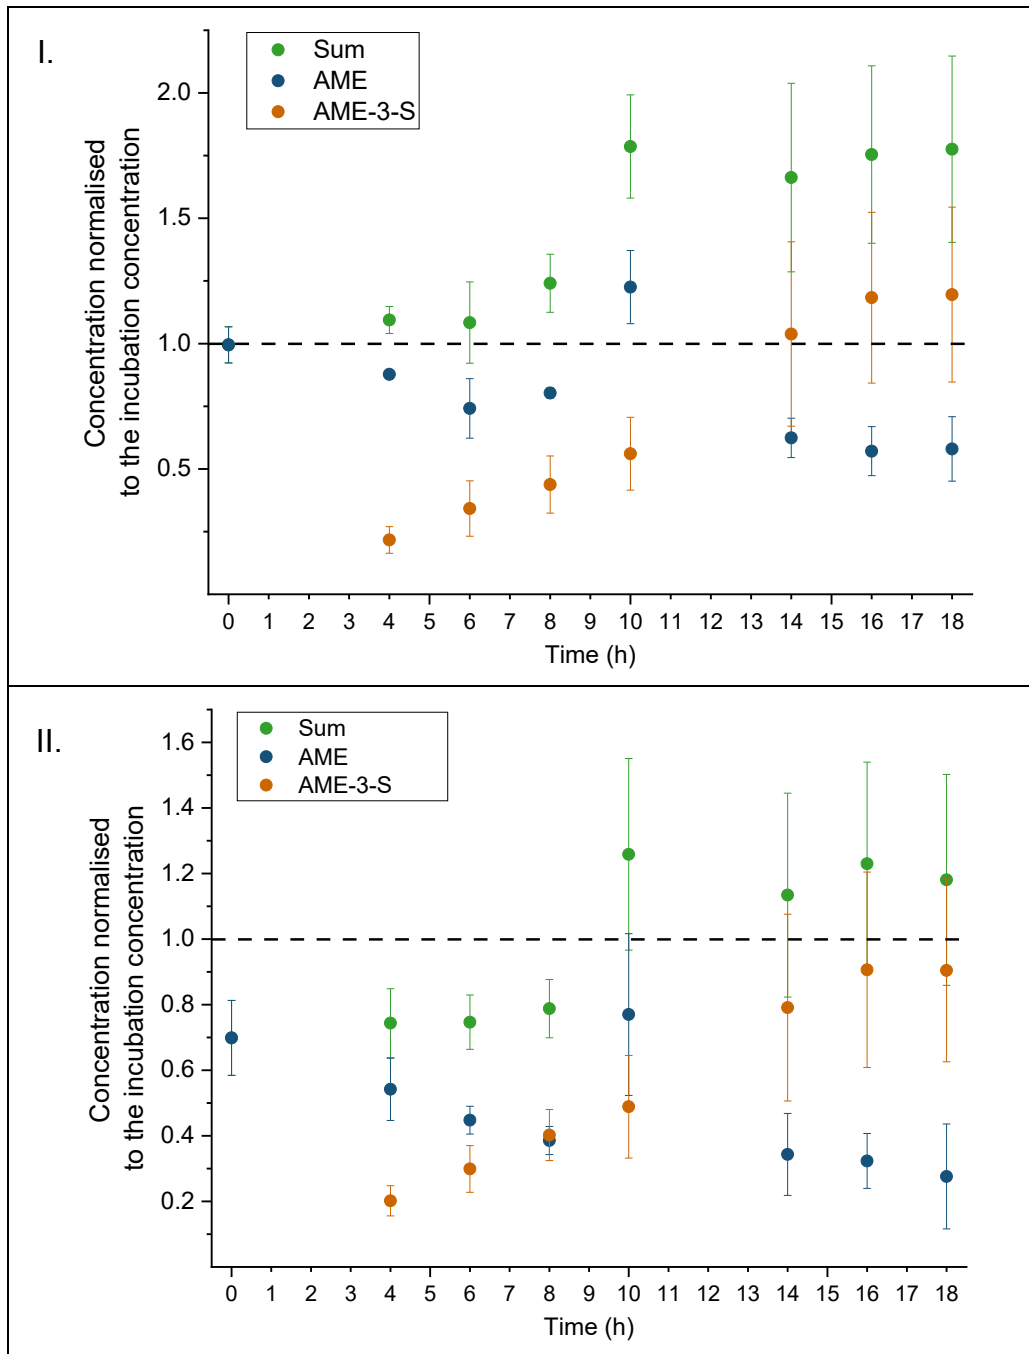 I.
Sum
AME
AME-3-S
Concentration normalised
to the incubation concentration
2.0
1.5
1.0
0.5
0 1 2 3 4 5 6 7 8 9 10 11 12 13 14 15 16 17 18
Time (h)
II.
Sum
AME
AME-3-S
Concentration normalised
to the incubation concentration
1.6
1.4
1.2
1.0
0.8
0.6
0.4
0.2
0 1 2 3 4 5 6 7 8 9 10 11 12 13 14 15 16 17 18
Time (h)